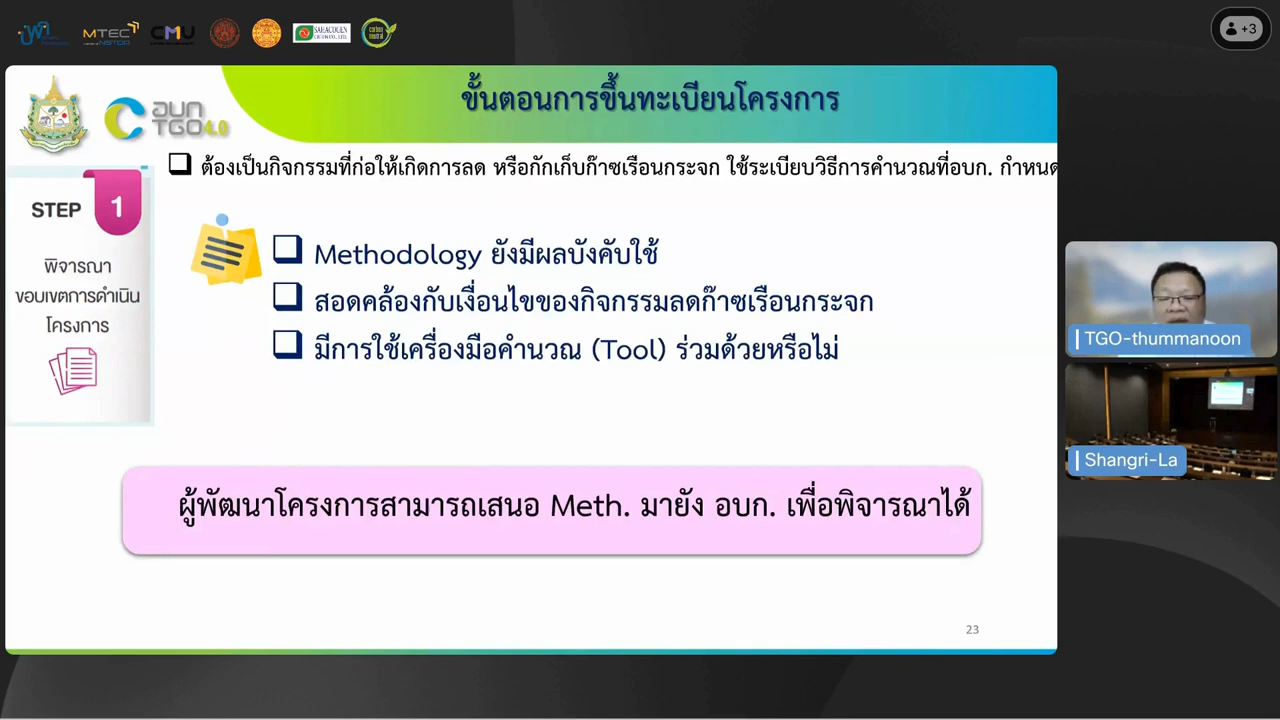 MTEC
a member of NSTDA
CMU
SAHACOGEN
carbon neutral
+3
อบก
TGO 4.0
ขั้นตอนการขึ้นทะเบียนโครงการ
❑ ต้องเป็นกิจกรรมที่ก่อให้เกิดการลด หรือกักเก็บก๊าซเรือนกระจก ใช้ระเบียบวิธีการคำนวณที่อบก. กำหนด
STEP 1
พิจารณา
ขอบเขตการดำเนิน
โครงการ
❑ Methodology ยังมีผลบังคับใช้
❑ สอดคล้องกับเงื่อนไขของกิจกรรมลดก๊าซเรือนกระจก
❑ มีการใช้เครื่องมือคำนวณ (Tool) ร่วมด้วยหรือไม่
ผู้พัฒนาโครงการสามารถเสนอ Meth. มายัง อบก. เพื่อพิจารณาได้
23
TGO-thummanoon
Shangri-La